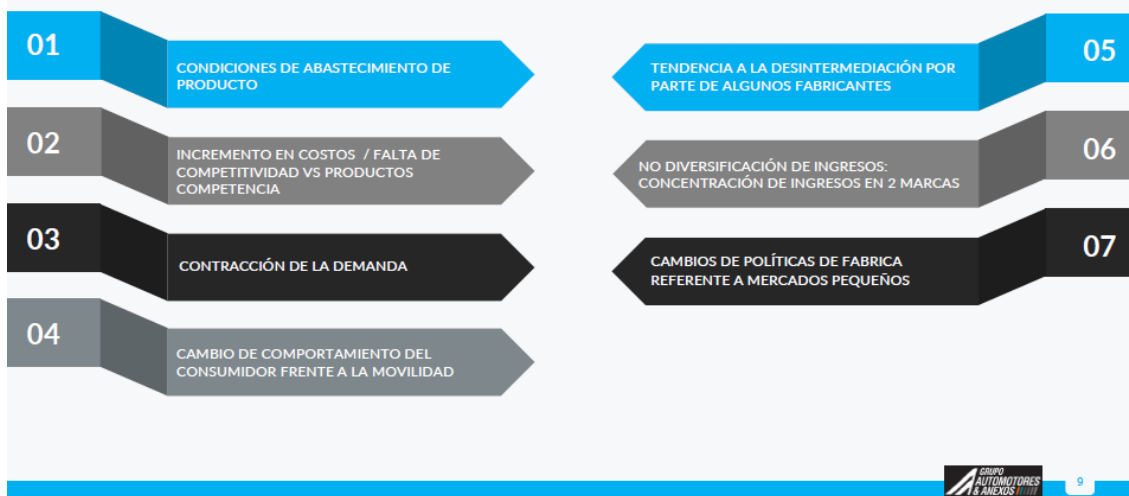 01
CONDICIONES DE ABASTECIMIENTO DE
PRODUCTO
02
INCREMENTO EN COSTOS / FALTA DE
COMPETITIVIDAD VS PRODUCTOS
COMPETENCIA
03
CONTRACCIÓN DE LA DEMANDA
04
CAMBIO DE COMPORTAMIENTO DEL
CONSUMIDOR FRENTE A LA MOVILIDAD
05
TENDENCIA A LA DESINTERMEDIACIÓN POR
PARTE DE ALGUNOS FABRICANTES
06
NO DIVERSIFICACIÓN DE INGRESOS:
CONCENTRACIÓN DE INGRESOS EN 2 MARCAS
07
CAMBIOS DE POLÍTICAS DE FABRICA
REFERENTE A MERCADOS PEQUEÑOS
GRUPO
AUTOMOTORES
& ANEXOS
9